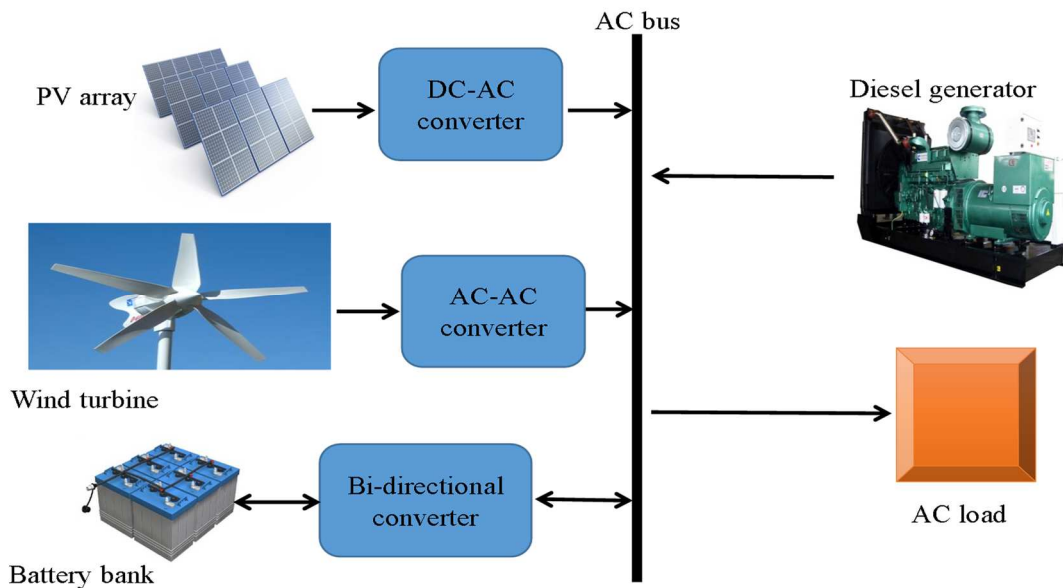 AC bus
PV array
DC-AC
converter
Diesel generator
AC-AC
converter
Wind turbine
Bi-directional
converter
AC load
Battery bank